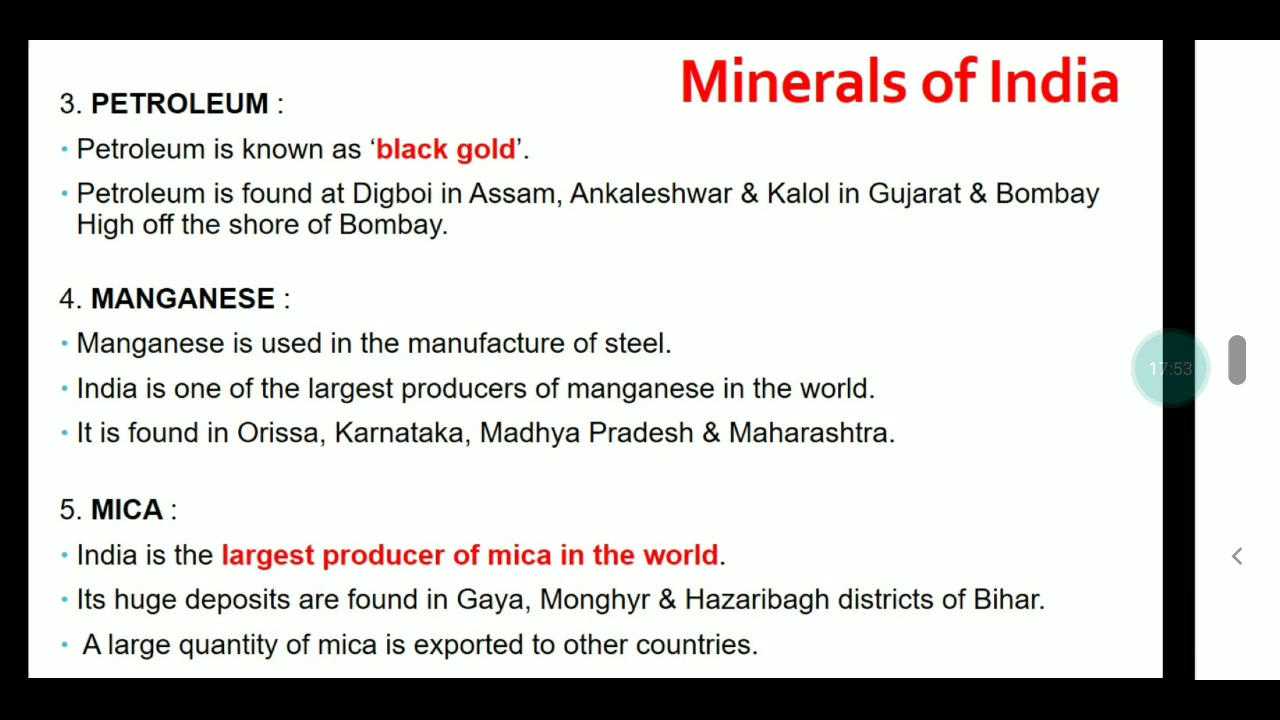 Minerals of India
3. PETROLEUM :
• Petroleum is known as ‘black gold’.
• Petroleum is found at Digboi in Assam, Ankaleshwar & Kalol in Gujarat & Bombay
High off the shore of Bombay.
4. MANGANESE :
• Manganese is used in the manufacture of steel.
• India is one of the largest producers of manganese in the world.
• It is found in Orissa, Karnataka, Madhya Pradesh & Maharashtra.
17:53
5. MICA :
• India is the largest producer of mica in the world.
• Its huge deposits are found in Gaya, Monghyr & Hazaribagh districts of Bihar.
• A large quantity of mica is exported to other countries.